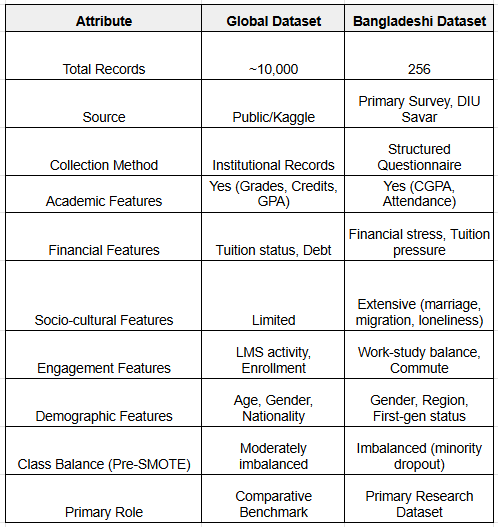 Attribute Global Dataset Bangladeshi Dataset
Total Records ~10,000 256
Source Public/Kaggle Primary Survey, DIU Savar
Collection Method Institutional Records Structured Questionnaire
Academic Features Yes (Grades, Credits, GPA) Yes (CGPA, Attendance)
Financial Features Tuition status, Debt Financial stress, Tuition pressure
Socio-cultural Features Limited Extensive (marriage, migration, loneliness)
Engagement Features LMS activity, Enrollment Work-study balance, Commute
Demographic Features Age, Gender, Nationality Gender, Region, First-gen status
Class Balance (Pre-SMOTE) Moderately imbalanced Imbalanced (minority dropout)
Primary Role Comparative Benchmark Primary Research Dataset